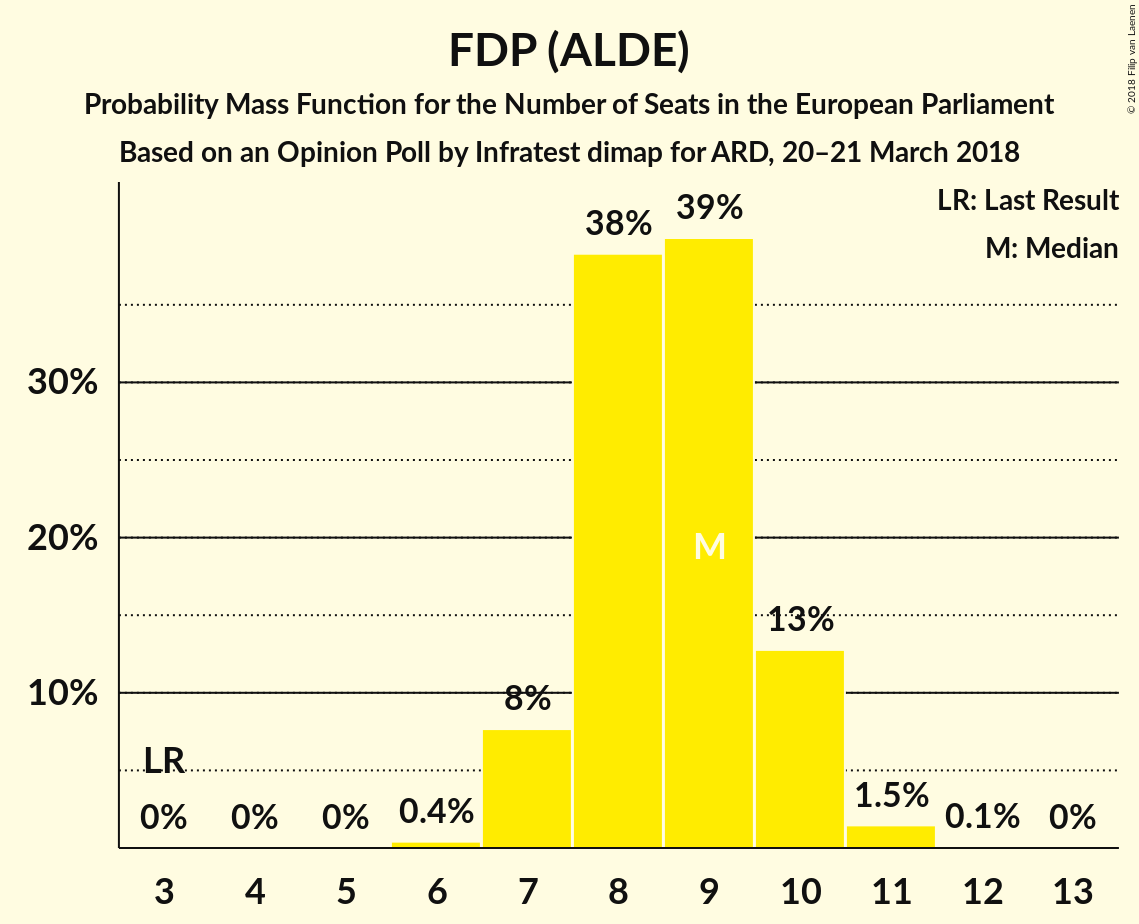 FDP (ALDE)
Probability Mass Function for the Number of Seats in the European Parliament
Based on an Opinion Poll by Infratest dimap for ARD, 20–21 March 2018
© 2018 Filip van Laenen
LR: Last Result
M: Median
38% 39%
30%
20%
M
13%
10%
8%
LR
0% 0% 0% 0.4% 1.5% 0.1% 0%
3 4 5 6 7 8 9 10 11 12 13